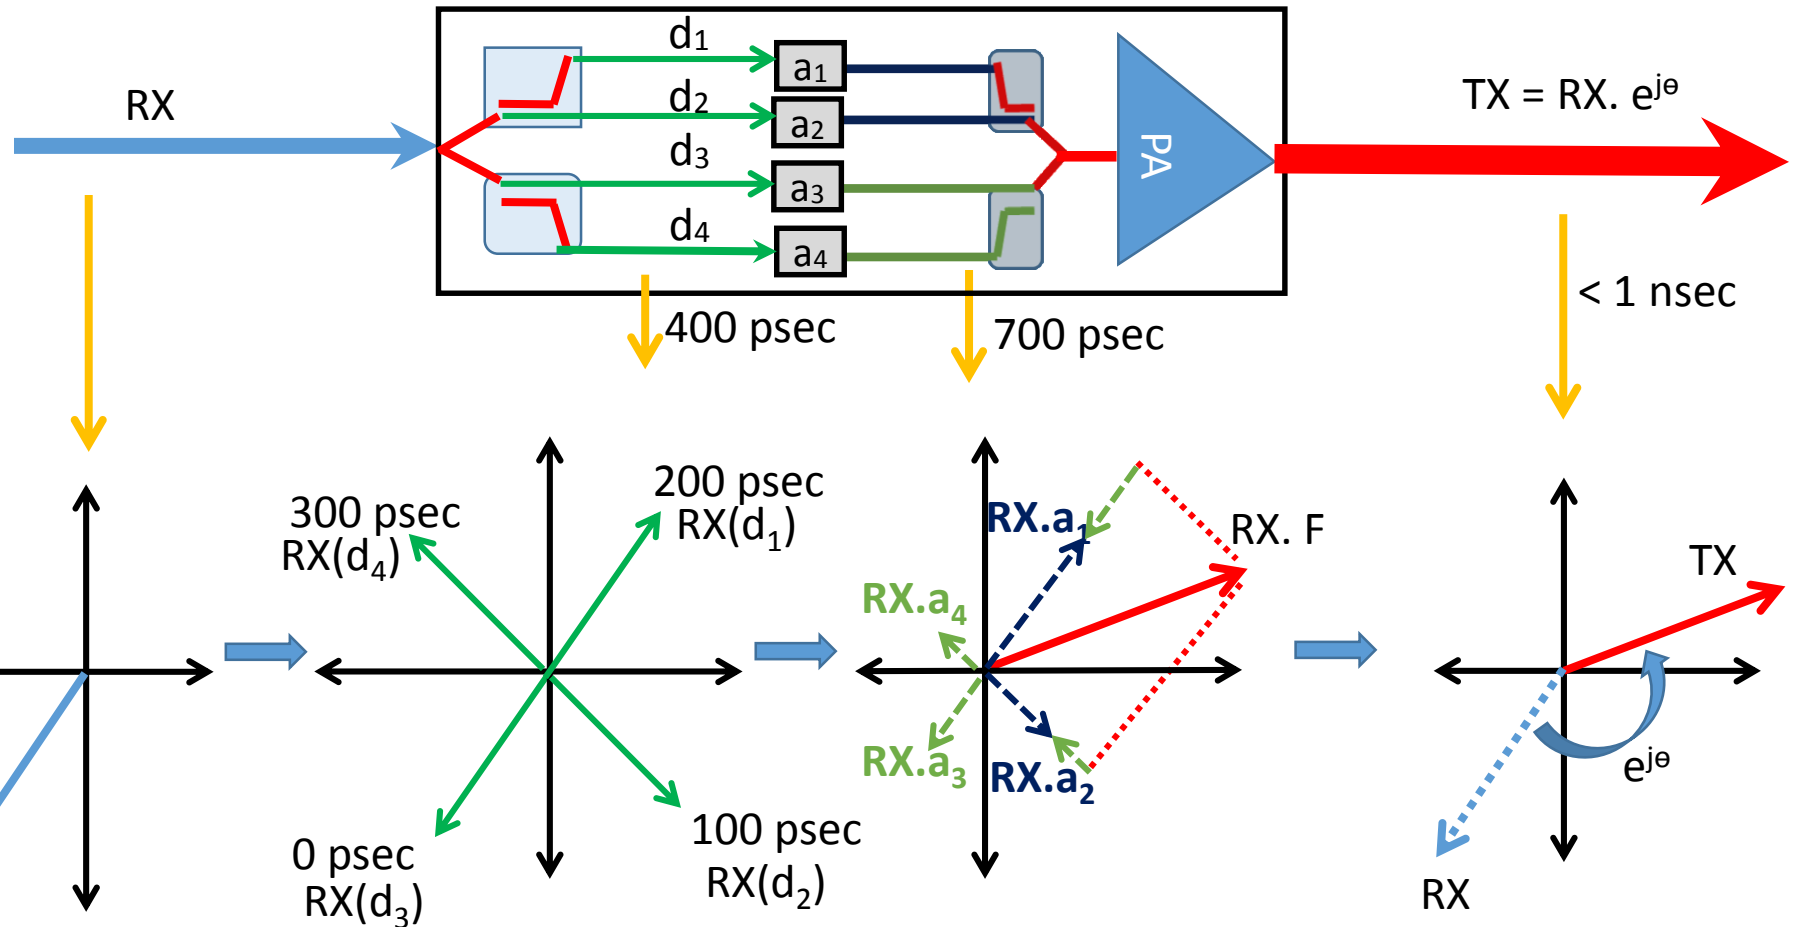 RX
d₁
d₂
d₃
d₄
a₁
a₂
a₃
a₄
PA
TX = RX. eʲᶿ
400 psec
700 psec
< 1 nsec
300 psec
RX(d₄)
200 psec
RX(d₁)
0 psec
RX(d₃)
100 psec
RX(d₂)
RX.a₁
RX. F
RX.a₄
RX.a₃
RX.a₂
TX
eʲᶿ
RX